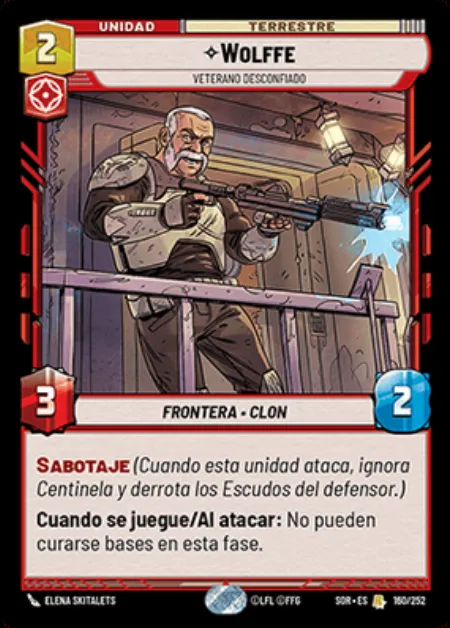 UNIDAD
TERRESTRE
2
WOLFFE
VETERANO DESCONFIADO
3
FRONTERA • CLON
2
SABOTAJE (Cuando esta unidad ataca, ignora
Centinela y derrota los Escudos del defensor.)
Cuando se juegue/Al atacar: No pueden
curarse bases en esta fase.
ELENA SKITALETS
©LFL ©FFG
SOR • ES
R
160/252